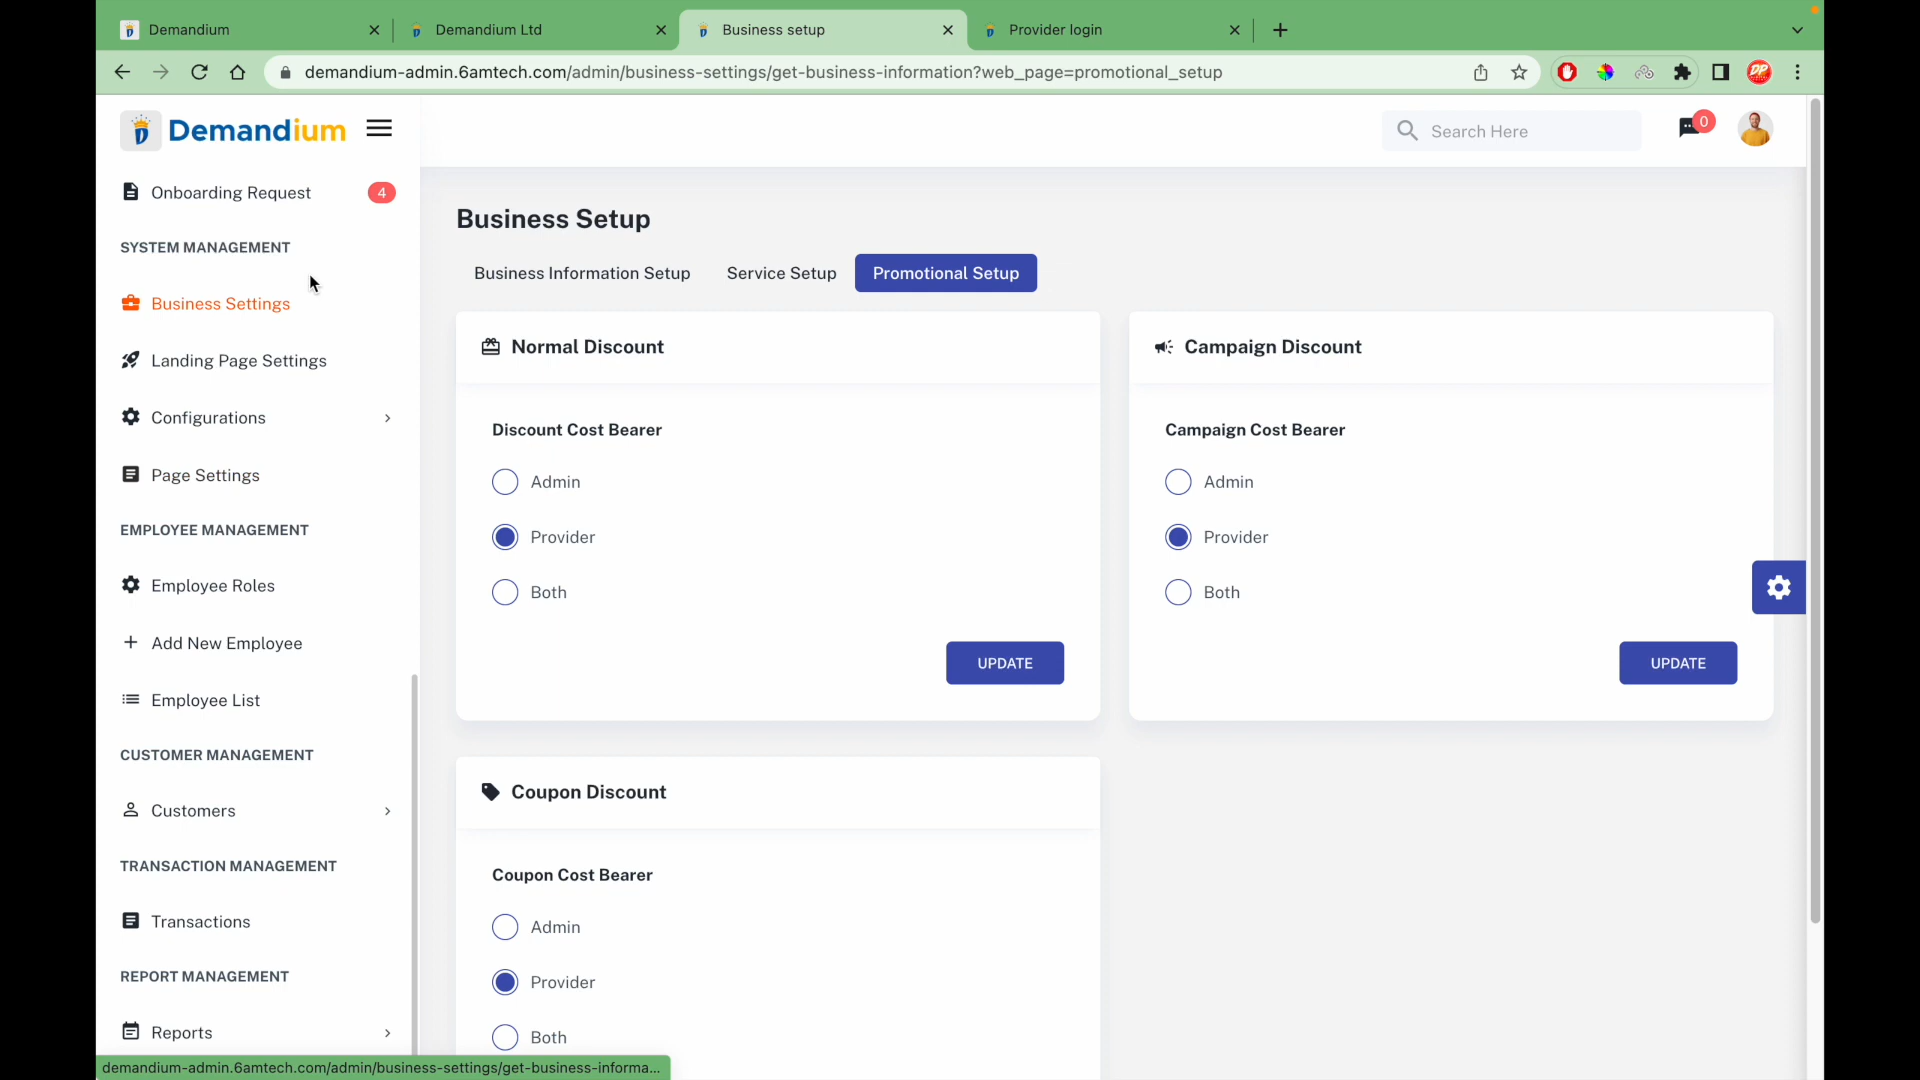 Demandium
Demandium Ltd
Business setup
Provider login
demandium-admin.6amtech.com/admin/business-settings/get-business-information?web_page=promotional_setup
DP
Demandium
Search Here
0
Onboarding Request
4
SYSTEM MANAGEMENT
Business Settings
Landing Page Settings
Configurations
Page Settings
EMPLOYEE MANAGEMENT
Employee Roles
Add New Employee
Employee List
CUSTOMER MANAGEMENT
Customers
TRANSACTION MANAGEMENT
Transactions
REPORT MANAGEMENT
Reports
Business Setup
Business Information Setup
Service Setup
Promotional Setup
Normal Discount
Discount Cost Bearer
Admin
Provider
Both
UPDATE
Campaign Discount
Campaign Cost Bearer
Admin
Provider
Both
UPDATE
Coupon Discount
Coupon Cost Bearer
Admin
Provider
Both
demandium-admin.6amtech.com/admin/business-settings/get-business-informa...